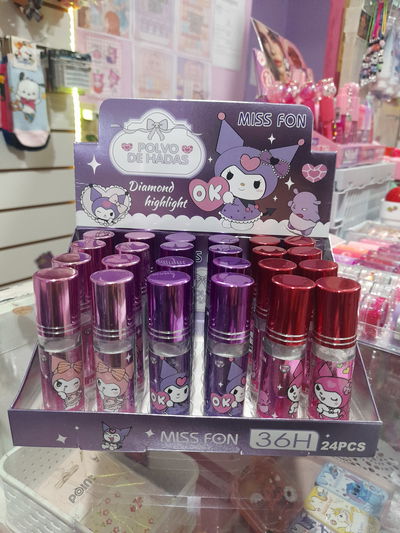 MISS FON
POLVO
DE HADAS
Diamond
highlight
OK
OK
OK
MISS FON
36H
24PCS